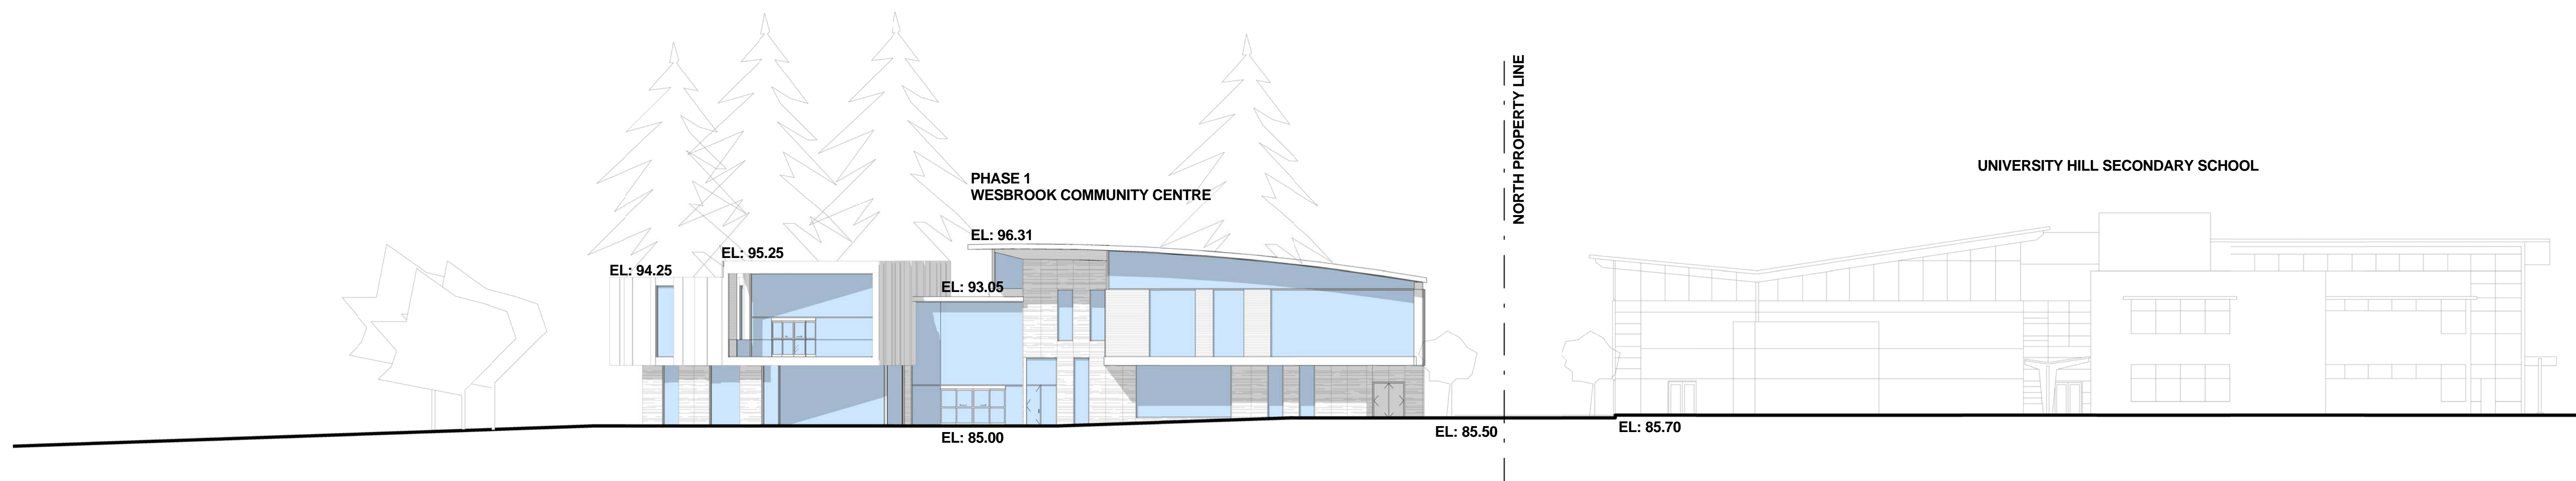 NORTH PROPERTY LINE
UNIVERSITY HILL SECONDARY SCHOOL
PHASE 1
WESBROOK COMMUNITY CENTRE
EL: 96.31
EL: 95.25
EL: 94.25
EL: 93.05
EL: 85.00
EL: 85.50
EL: 85.70